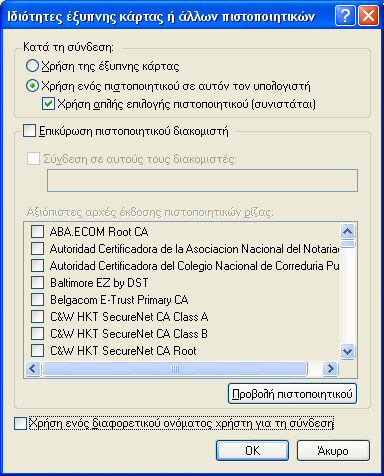 Ιδιότητες έξυπνης κάρτας ή άλλων πιστοποιητικών
Κατά τη σύνδεση:
Χρήση της έξυπνης κάρτας
Χρήση ενός πιστοποιητικού σε αυτόν τον υπολογιστή
Χρήση απλής επιλογής πιστοποιητικού (συνιστάται)
Επικύρωση πιστοποιητικού διακομιστή
Σύνδεση σε αυτούς τους διακομιστές:
Αξιόπιστες αρχές έκδοσης πιστοποιητικών ρίζας:
ABA.ECOM Root CA
Autoridad Certificadora de la Asociacion Nacional del Notariac
Autoridad Certificadora del Colegio Nacional de Correduria Pu
Baltimore EZ by DST
Belgacom E-Trust Primary CA
C&W HKT SecureNet CA Class A
C&W HKT SecureNet CA Class B
C&W HKT SecureNet CA Root
Προβολή πιστοποιητικού
Χρήση ενός διαφορετικού ονόματος χρήστη για τη σύνδεση
OK Άκυρο